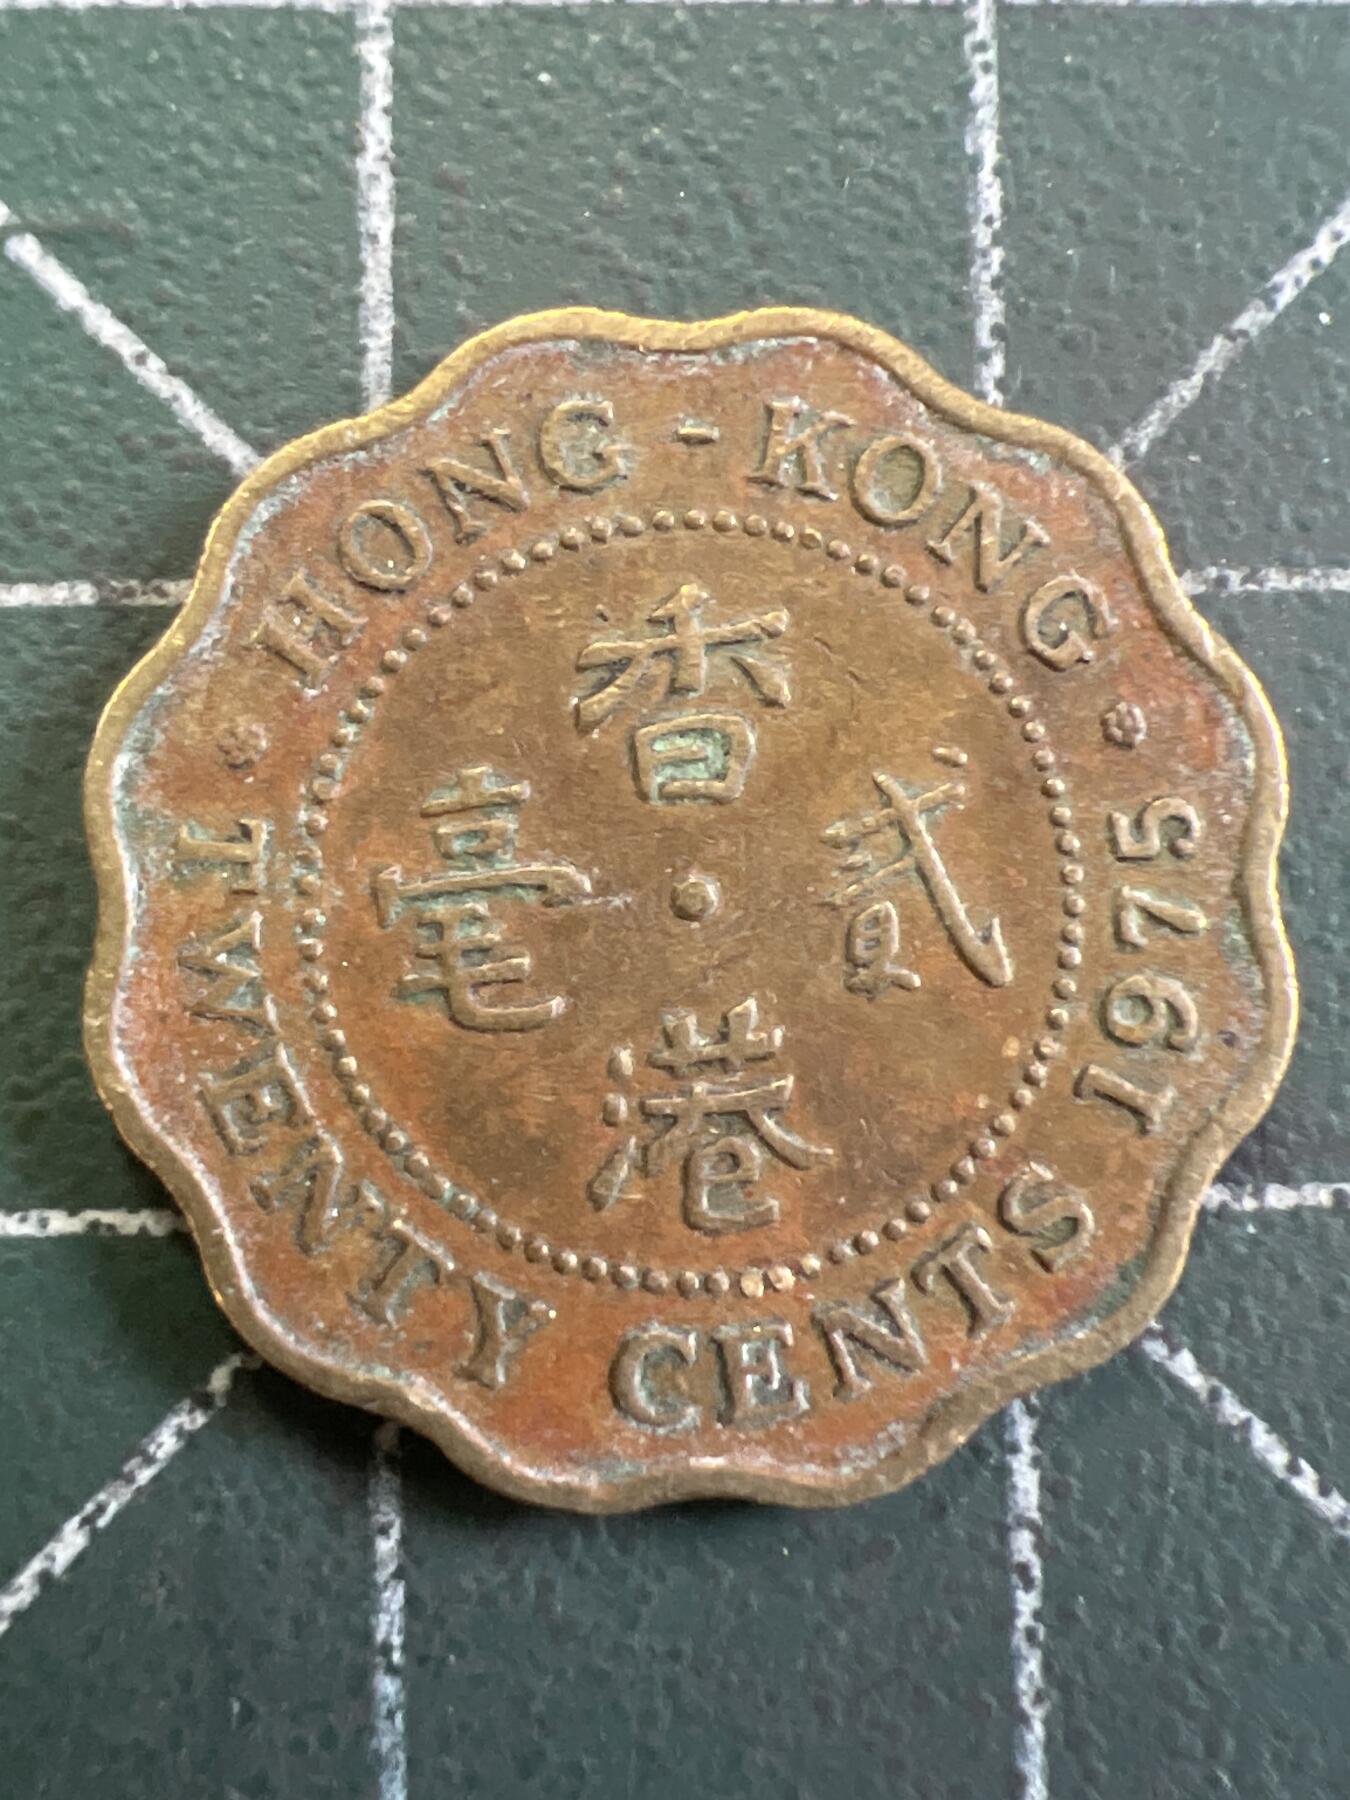 HONG - KONG
1975
TWENTY CENTS
香港
貳毫